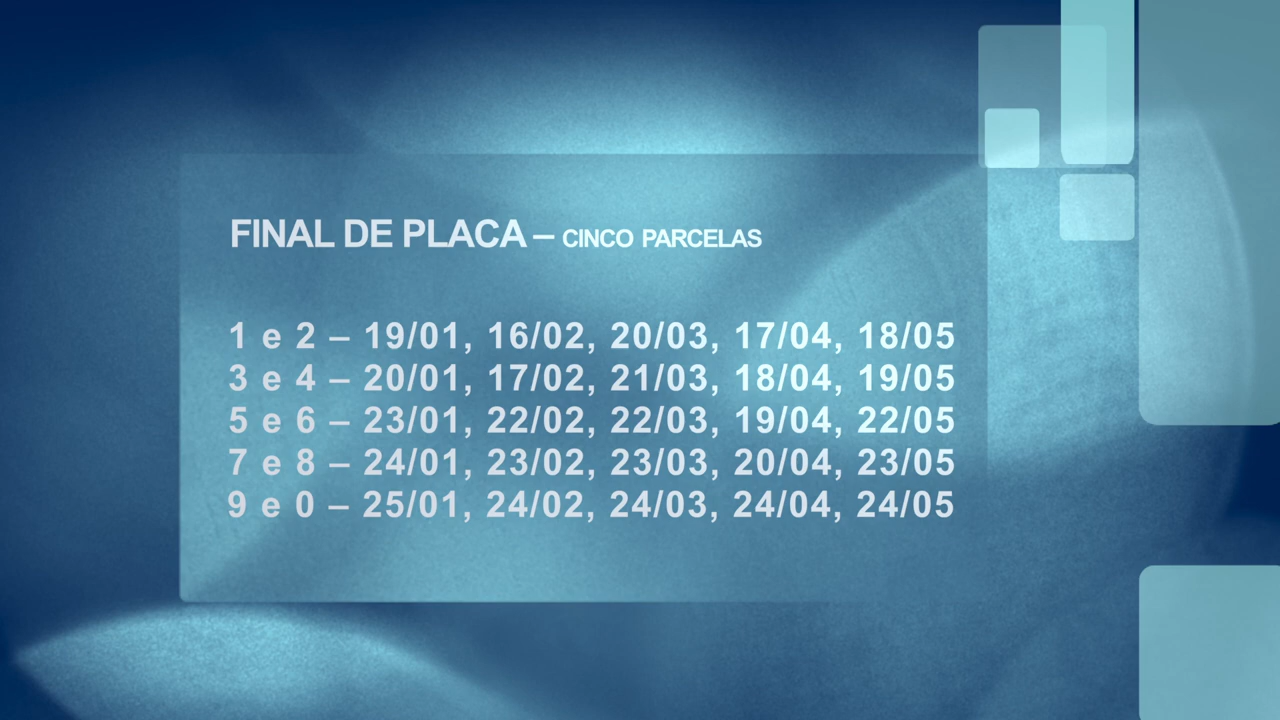 FINAL DE PLACA – CINCO PARCELAS
1 e 2 – 19/01, 16/02, 20/03, 17/04, 18/05
3 e 4 – 20/01, 17/02, 21/03, 18/04, 19/05
5 e 6 – 23/01, 22/02, 22/03, 19/04, 22/05
7 e 8 – 24/01, 23/02, 23/03, 20/04, 23/05
9 e 0 – 25/01, 24/02, 24/03, 24/04, 24/05